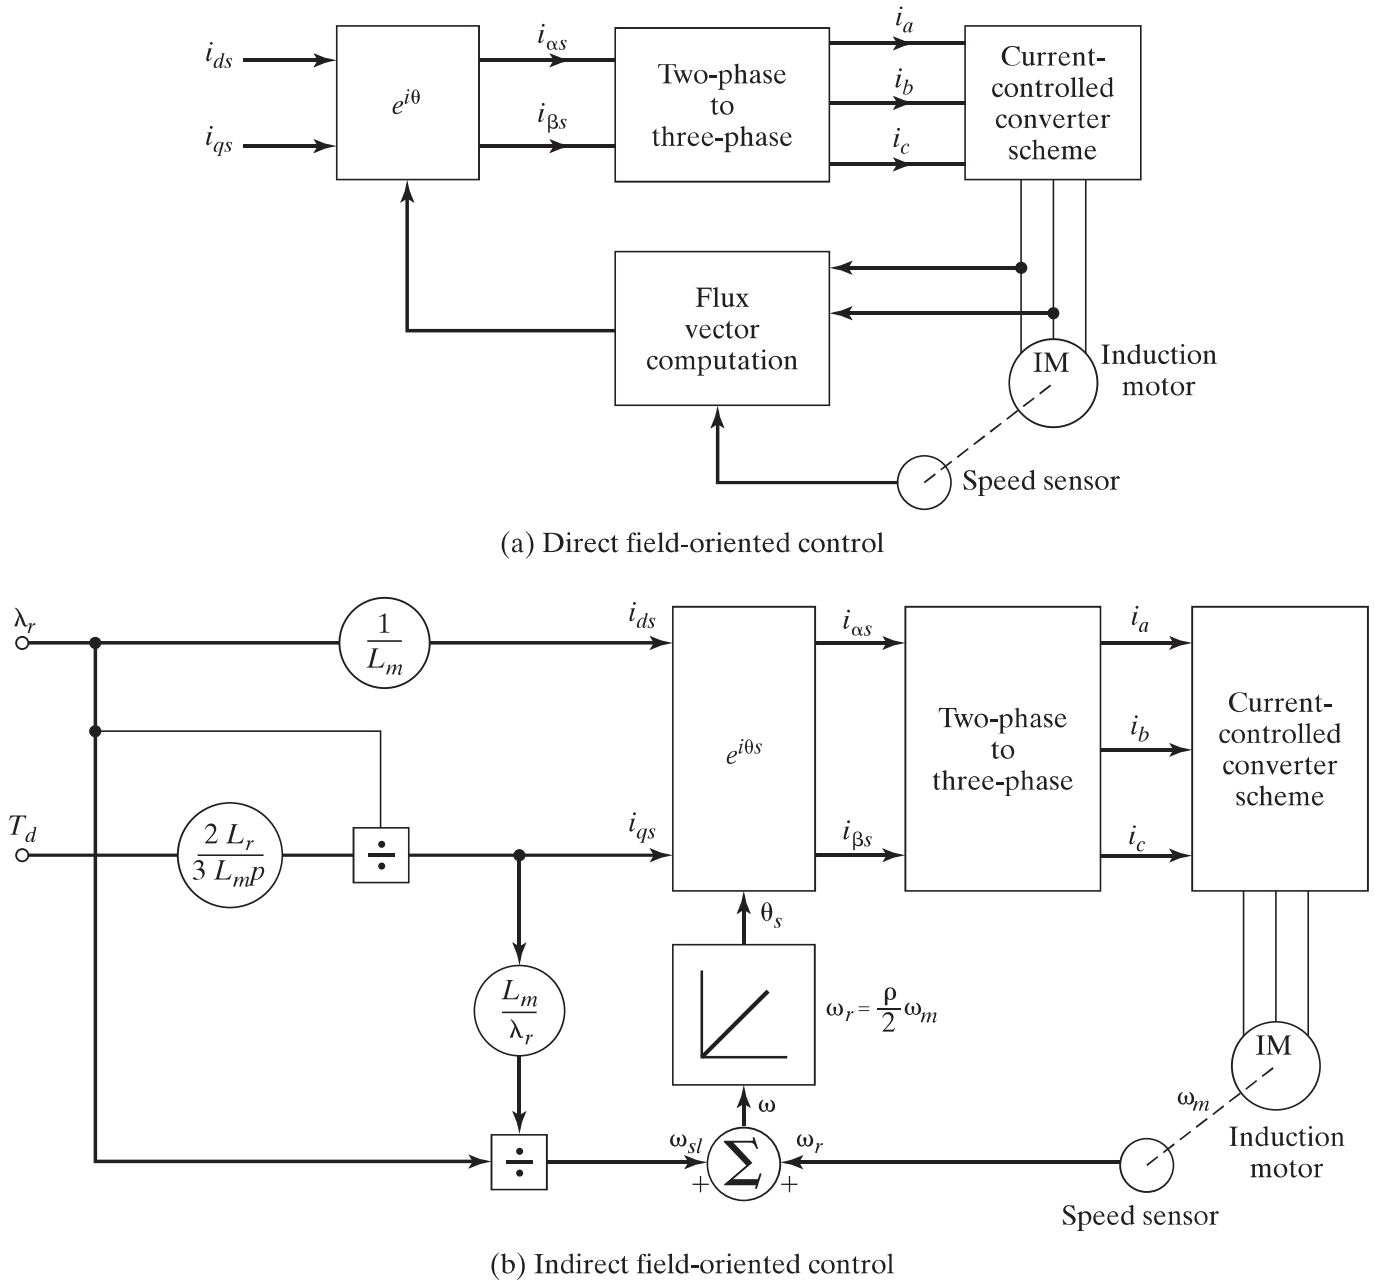 i_ds
i_qs
e^{iθ}
i_αs
i_βs
Two-phase
to
three-phase
i_a
i_b
i_c
Current-
controlled
converter
scheme
Flux
vector
computation
IM
Induction
motor
Speed sensor
(a) Direct field-oriented control
λ_r
1
L_m
i_ds
T_d
2 L_r
3 L_m p
÷
i_qs
e^{iθs}
i_αs
i_βs
Two-phase
to
three-phase
i_a
i_b
i_c
Current-
controlled
converter
scheme
θ_s
L_m
λ_r
ω_r = ρ/2 ω_m
ω
÷
ω_sl
+
Σ
ω_r
+
IM
ω_m
Induction
motor
Speed sensor
(b) Indirect field-oriented control